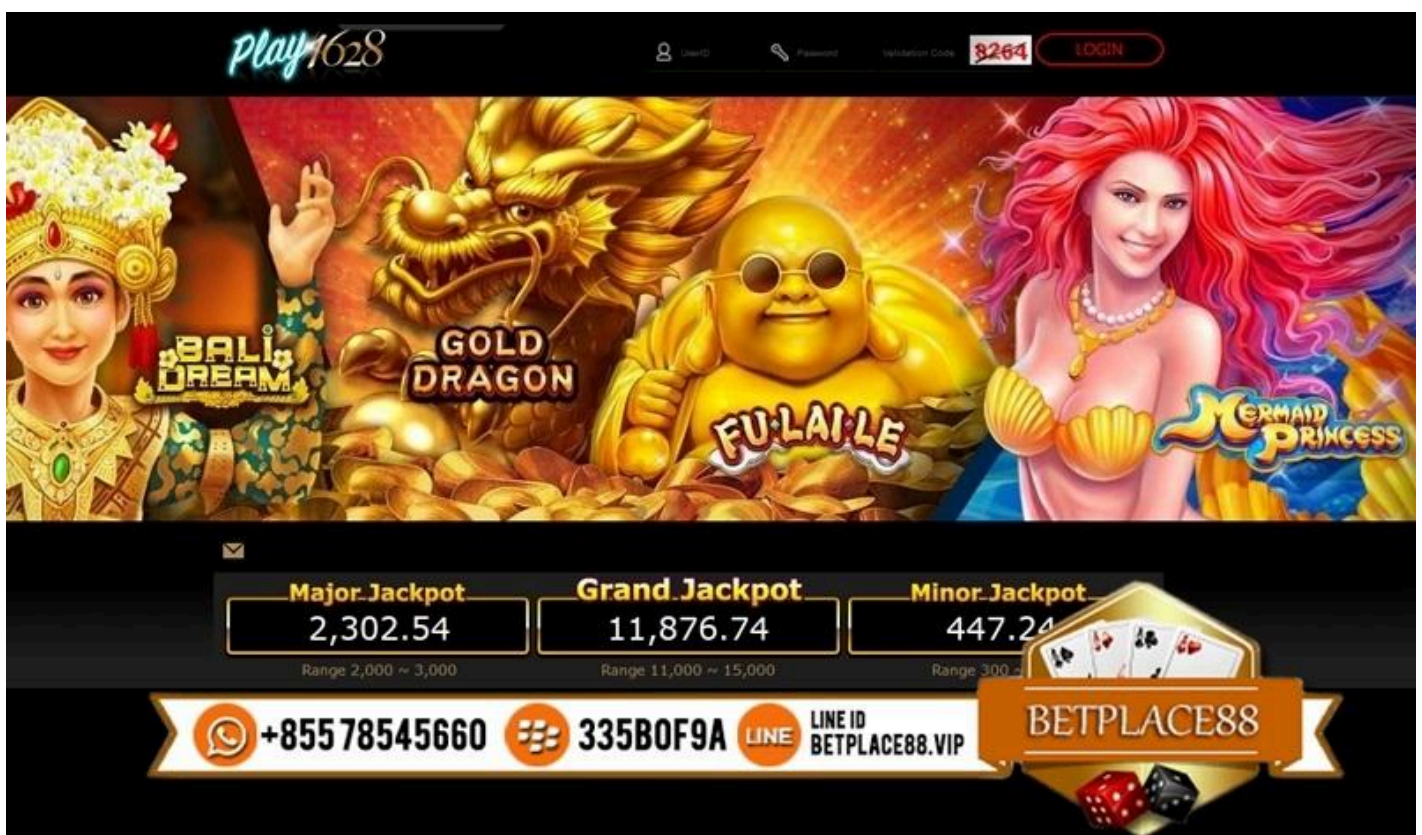 Play1628
UserID
Password
Validation Code
8264
LOGIN
BALI
DREAM
GOLD
DRAGON
FU·LAI·LE
MERMAID
PRINCESS
Major Jackpot
2,302.54
Range 2,000 ~ 3,000
Grand Jackpot
11,876.74
Range 11,000 ~ 15,000
Minor Jackpot
447.24
Range 300 ~
+85578545660
335B0F9A
LINE
LINE ID
BETPLACE88.VIP
BETPLACE88